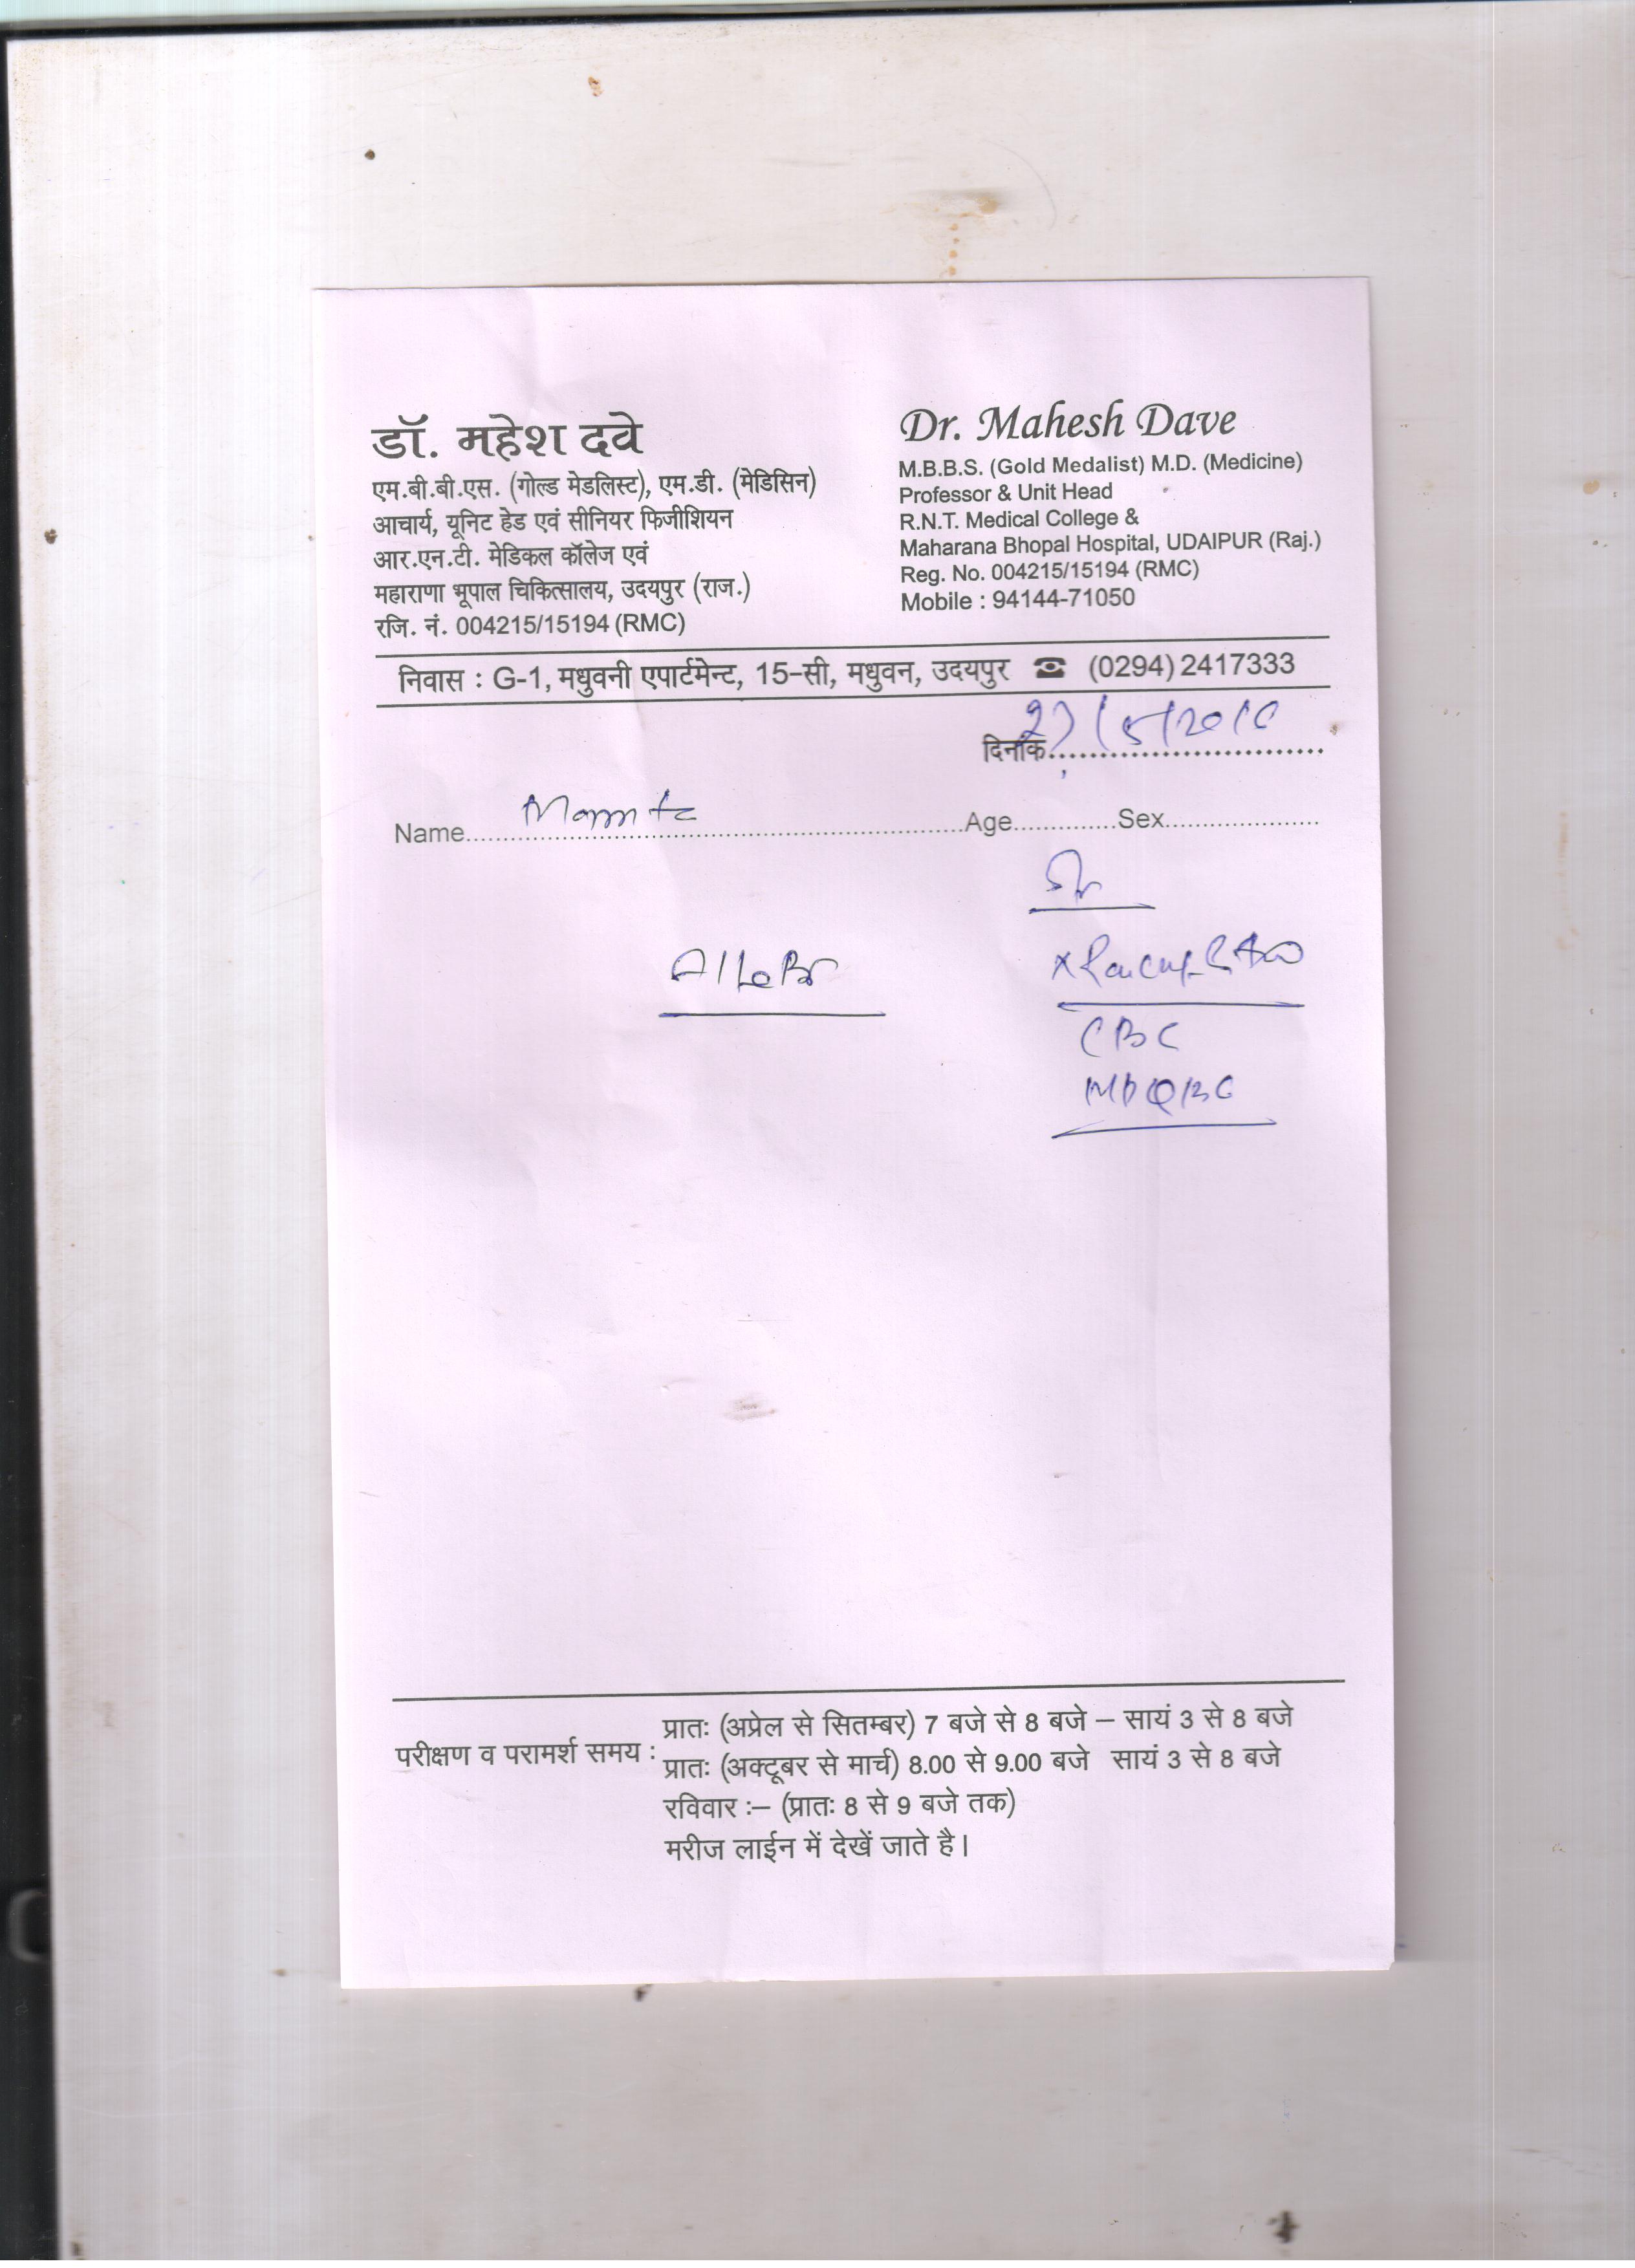 डॉ. महेश दवे
एम.बी.बी.एस. (गोल्ड मेडलिस्ट), एम.डी. (मेडिसिन)
आचार्य, यूनिट हेड एवं सीनियर फिजीशियन
आर.एन.टी. मेडिकल कॉलेज एवं
महाराणा भूपाल चिकित्सालय, उदयपुर (राज.)
रजि. नं. 004215/15194 (RMC)
Dr. Mahesh Dave
M.B.B.S. (Gold Medalist) M.D. (Medicine)
Professor & Unit Head
R.N.T. Medical College &
Maharana Bhopal Hospital, UDAIPUR (Raj.)
Reg. No. 004215/15194 (RMC)
Mobile : 94144-71050
निवास : G-1, मधुवनी एपार्टमेन्ट, 15-सी, मधुवन, उदयपुर ☎ (0294) 2417333
दिनांक
Name Age Sex
CBC
परीक्षण व परामर्श समय :
प्रातः (अप्रेल से सितम्बर) 7 बजे से 8 बजे – सायं 3 से 8 बजे
प्रातः (अक्टूबर से मार्च) 8.00 से 9.00 बजे सायं 3 से 8 बजे
रविवार :– (प्रातः 8 से 9 बजे तक)
मरीज लाईन में देखें जाते है।